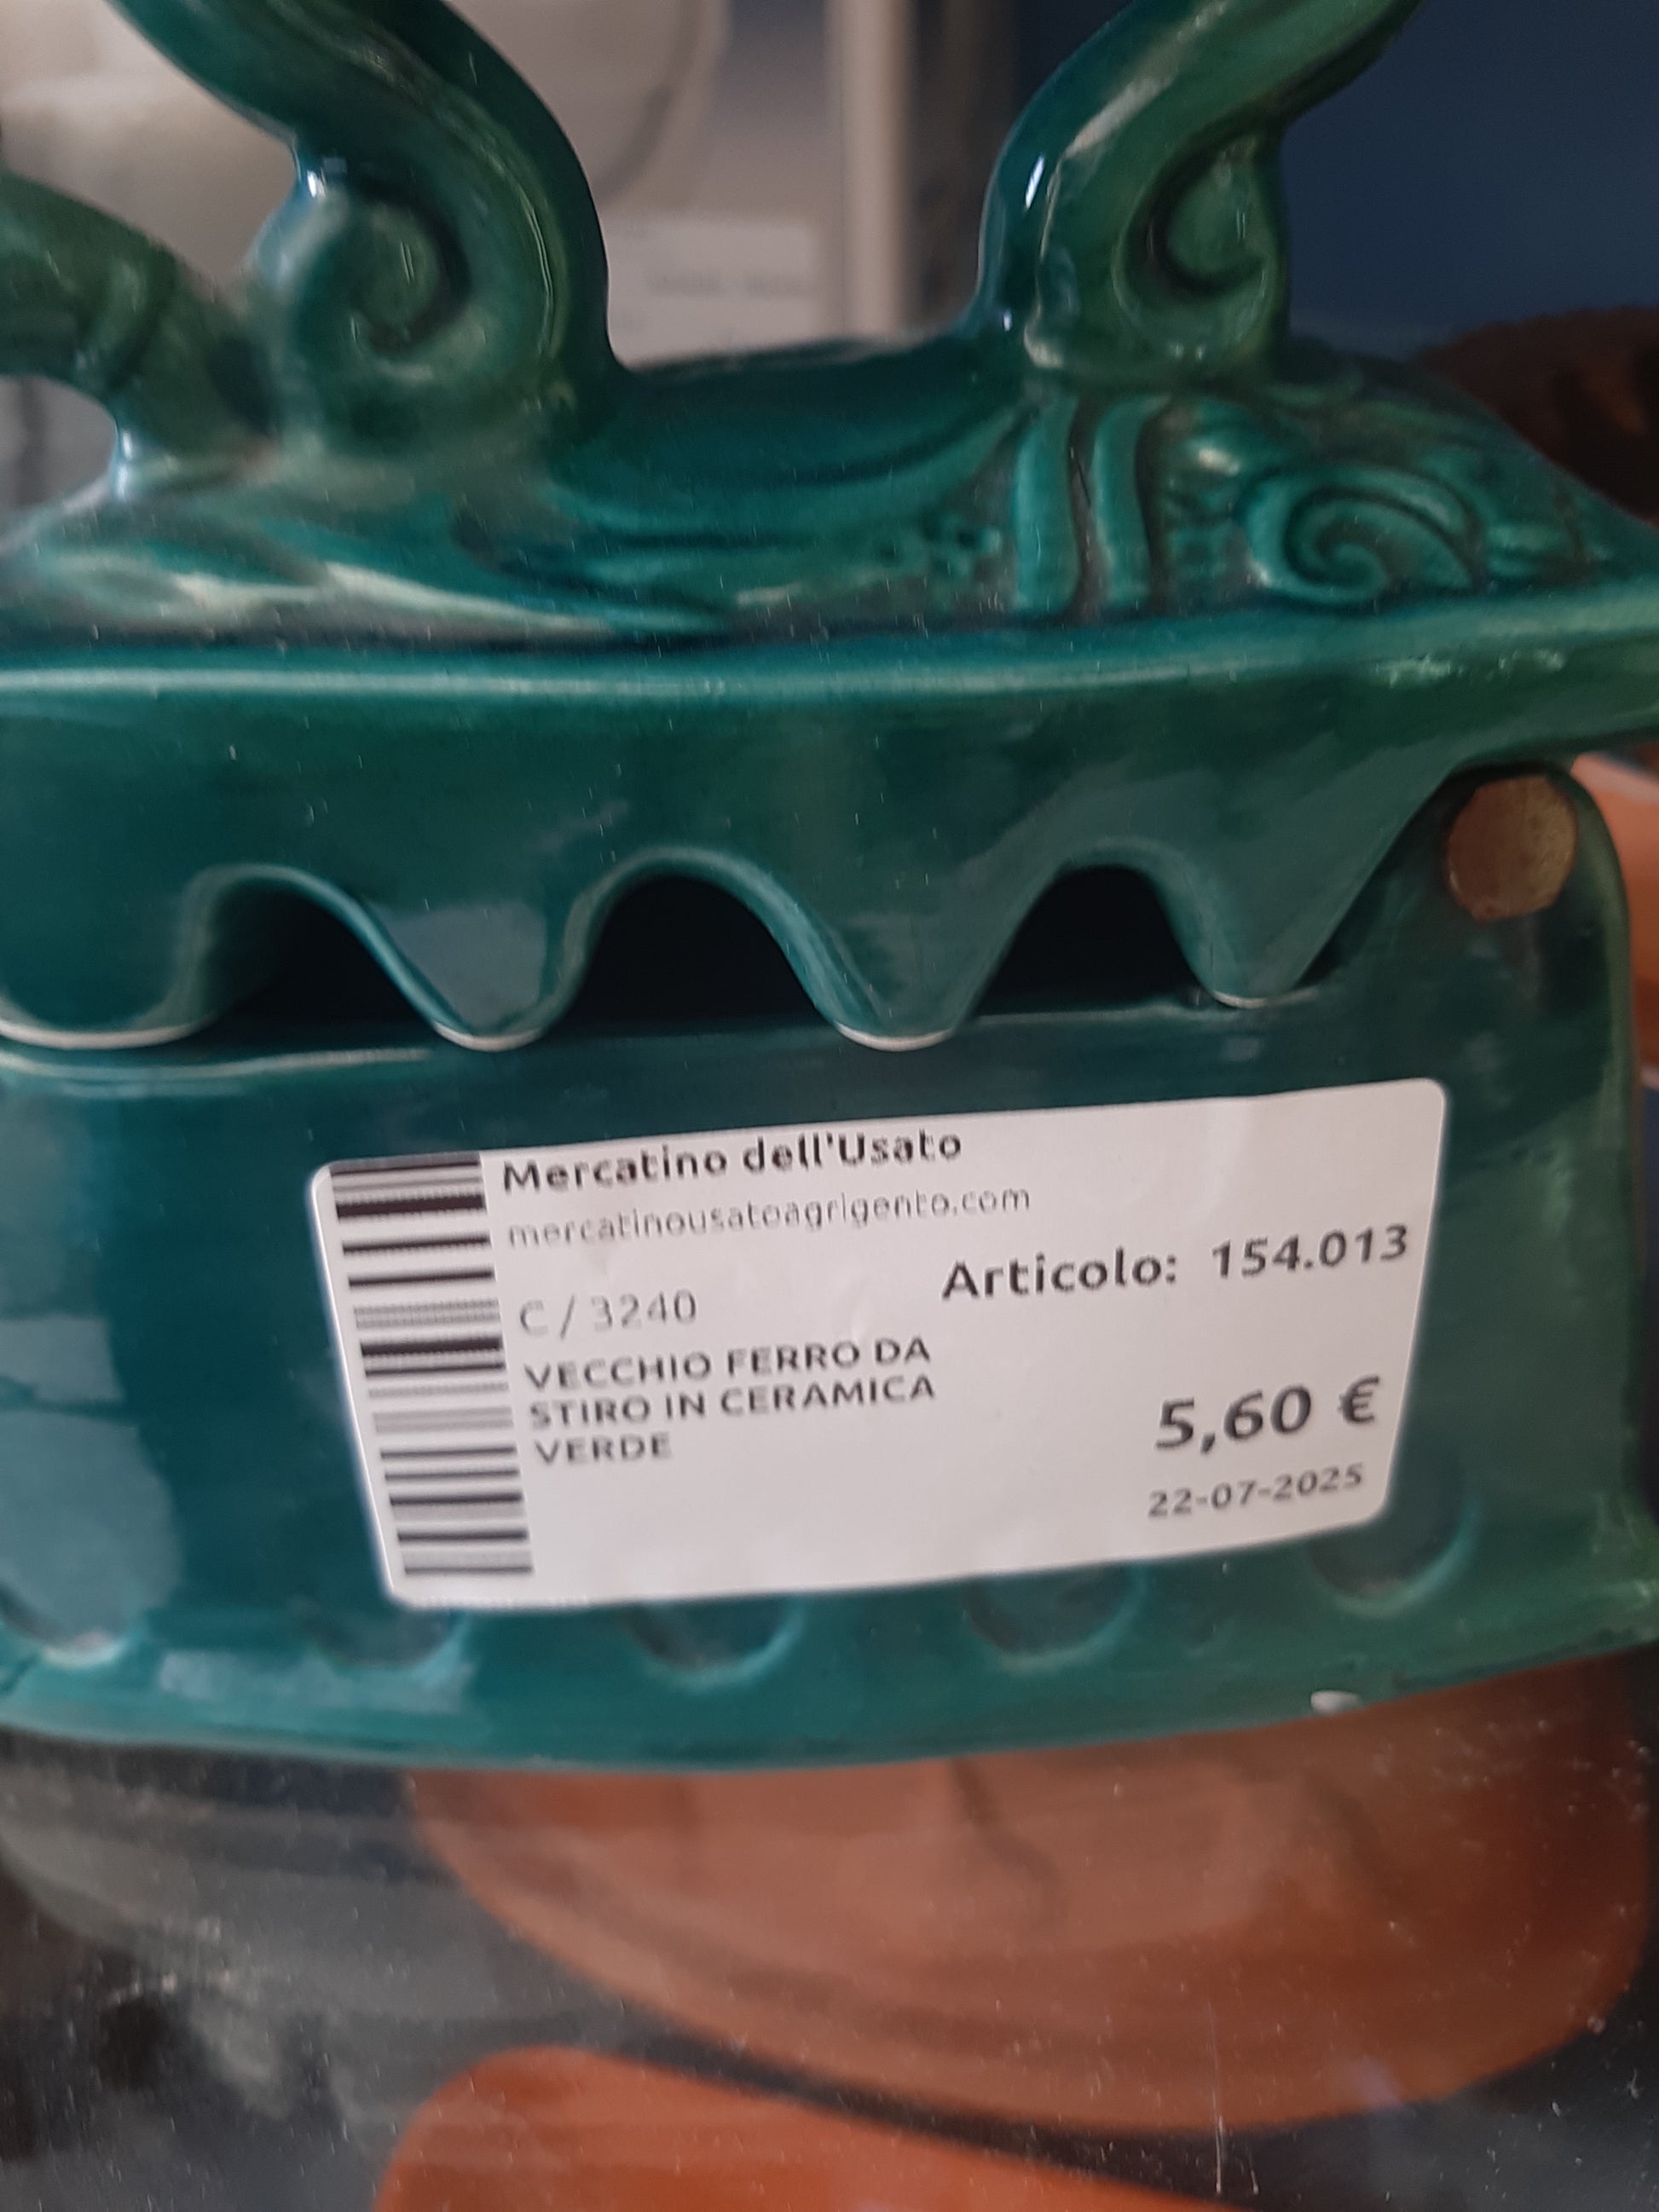 Mercatino dell'Usato
mercatinousatoagrigento.com
Articolo: 154.013
C / 3240
VECCHIO FERRO DA
STIRO IN CERAMICA
VERDE
5,60 €
22-07-2025